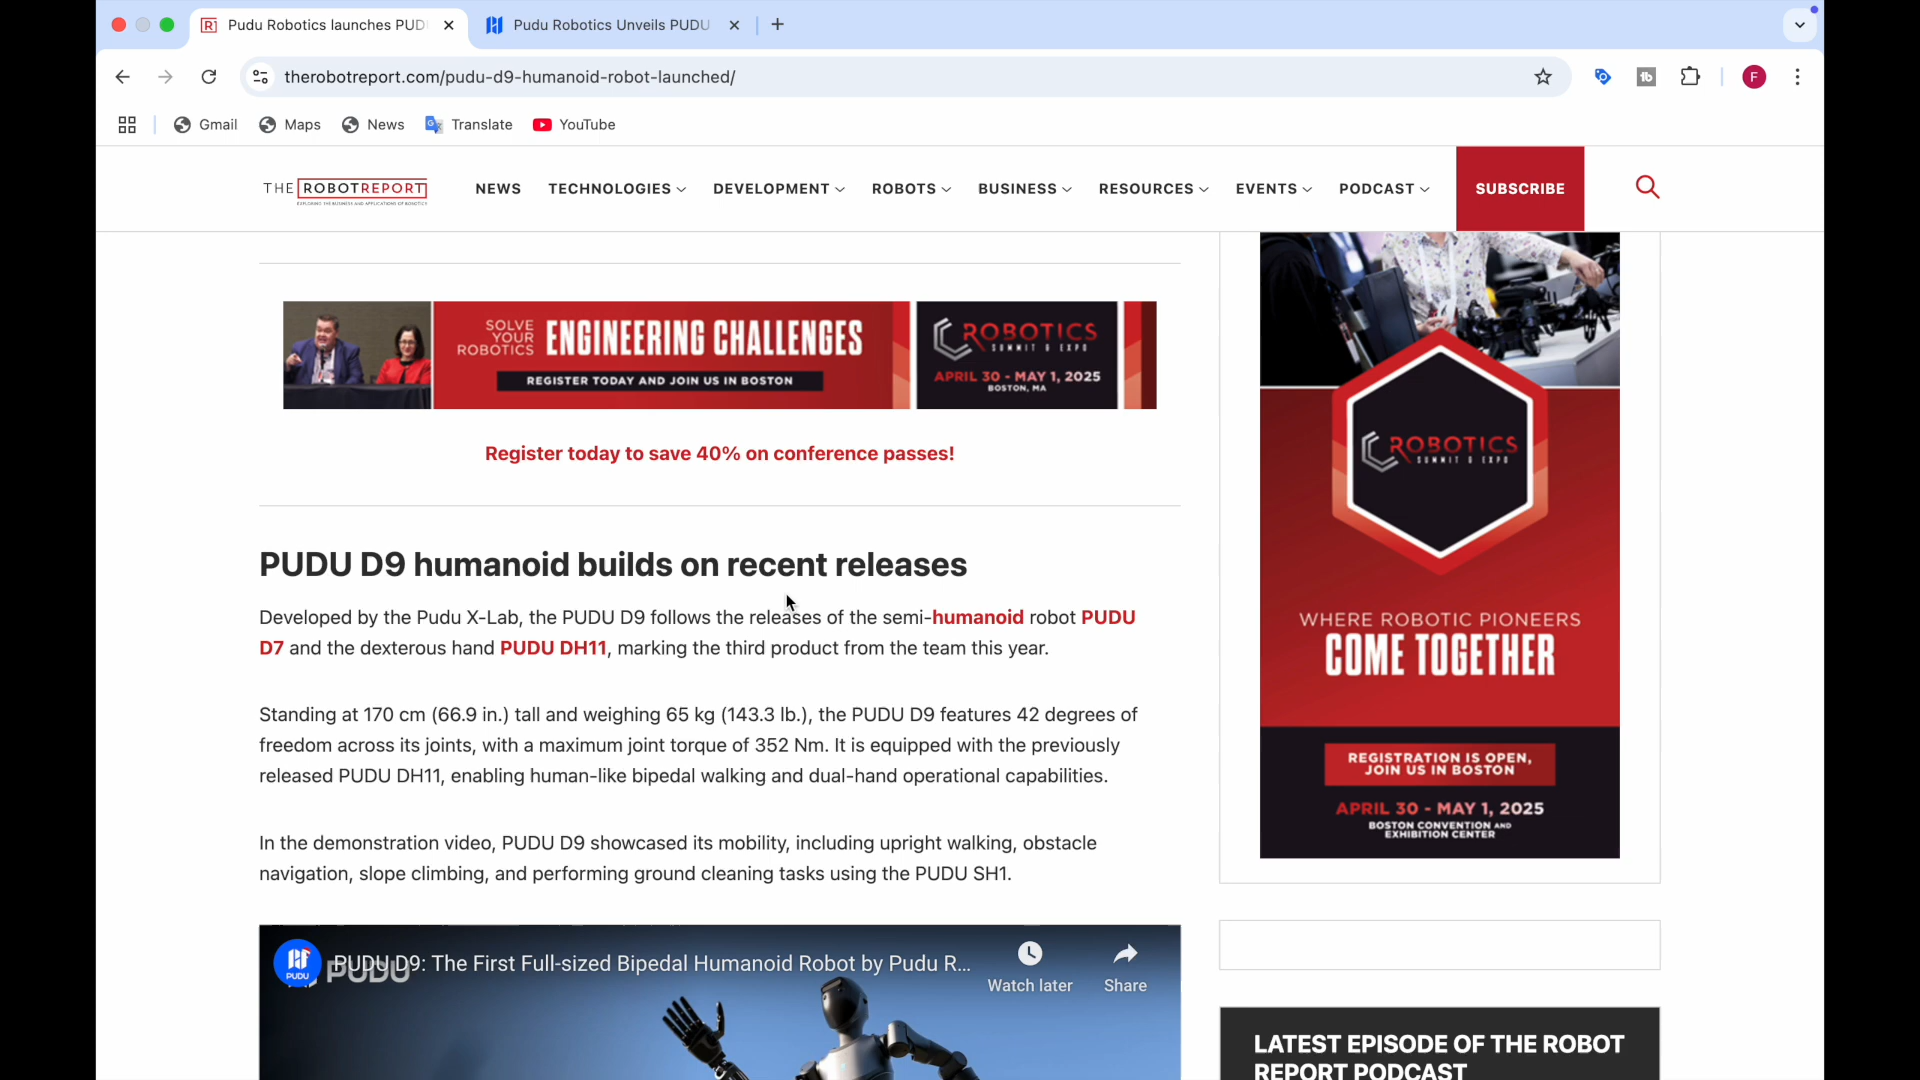 Pudu Robotics launches PUD
Pudu Robotics Unveils PUDU
therobotreport.com/pudu-d9-humanoid-robot-launched/
F
Gmail
Maps
News
Translate
YouTube
THE ROBOTREPORT
EXPLORING THE BUSINESS AND APPLICATIONS OF ROBOTICS
NEWS
TECHNOLOGIES
DEVELOPMENT
ROBOTS
BUSINESS
RESOURCES
EVENTS
PODCAST
SUBSCRIBE
SOLVE
YOUR
ROBOTICS
ENGINEERING CHALLENGES
REGISTER TODAY AND JOIN US IN BOSTON
ROBOTICS
SUMMIT & EXPO
APRIL 30 - MAY 1, 2025
BOSTON, MA
Register today to save 40% on conference passes!
PUDU D9 humanoid builds on recent releases
Developed by the Pudu X-Lab, the PUDU D9 follows the releases of the semi-humanoid robot PUDU
D7 and the dexterous hand PUDU DH11, marking the third product from the team this year.
Standing at 170 cm (66.9 in.) tall and weighing 65 kg (143.3 lb.), the PUDU D9 features 42 degrees of
freedom across its joints, with a maximum joint torque of 352 Nm. It is equipped with the previously
released PUDU DH11, enabling human-like bipedal walking and dual-hand operational capabilities.
In the demonstration video, PUDU D9 showcased its mobility, including upright walking, obstacle
navigation, slope climbing, and performing ground cleaning tasks using the PUDU SH1.
PUDU
PUDU
PUDU D9: The First Full-sized Bipedal Humanoid Robot by Pudu R...
Watch later
Share
ROBOTICS
SUMMIT & EXPO
WHERE ROBOTIC PIONEERS
COME TOGETHER
REGISTRATION IS OPEN,
JOIN US IN BOSTON
APRIL 30 - MAY 1, 2025
BOSTON CONVENTION AND
EXHIBITION CENTER
LATEST EPISODE OF THE ROBOT
REPORT PODCAST